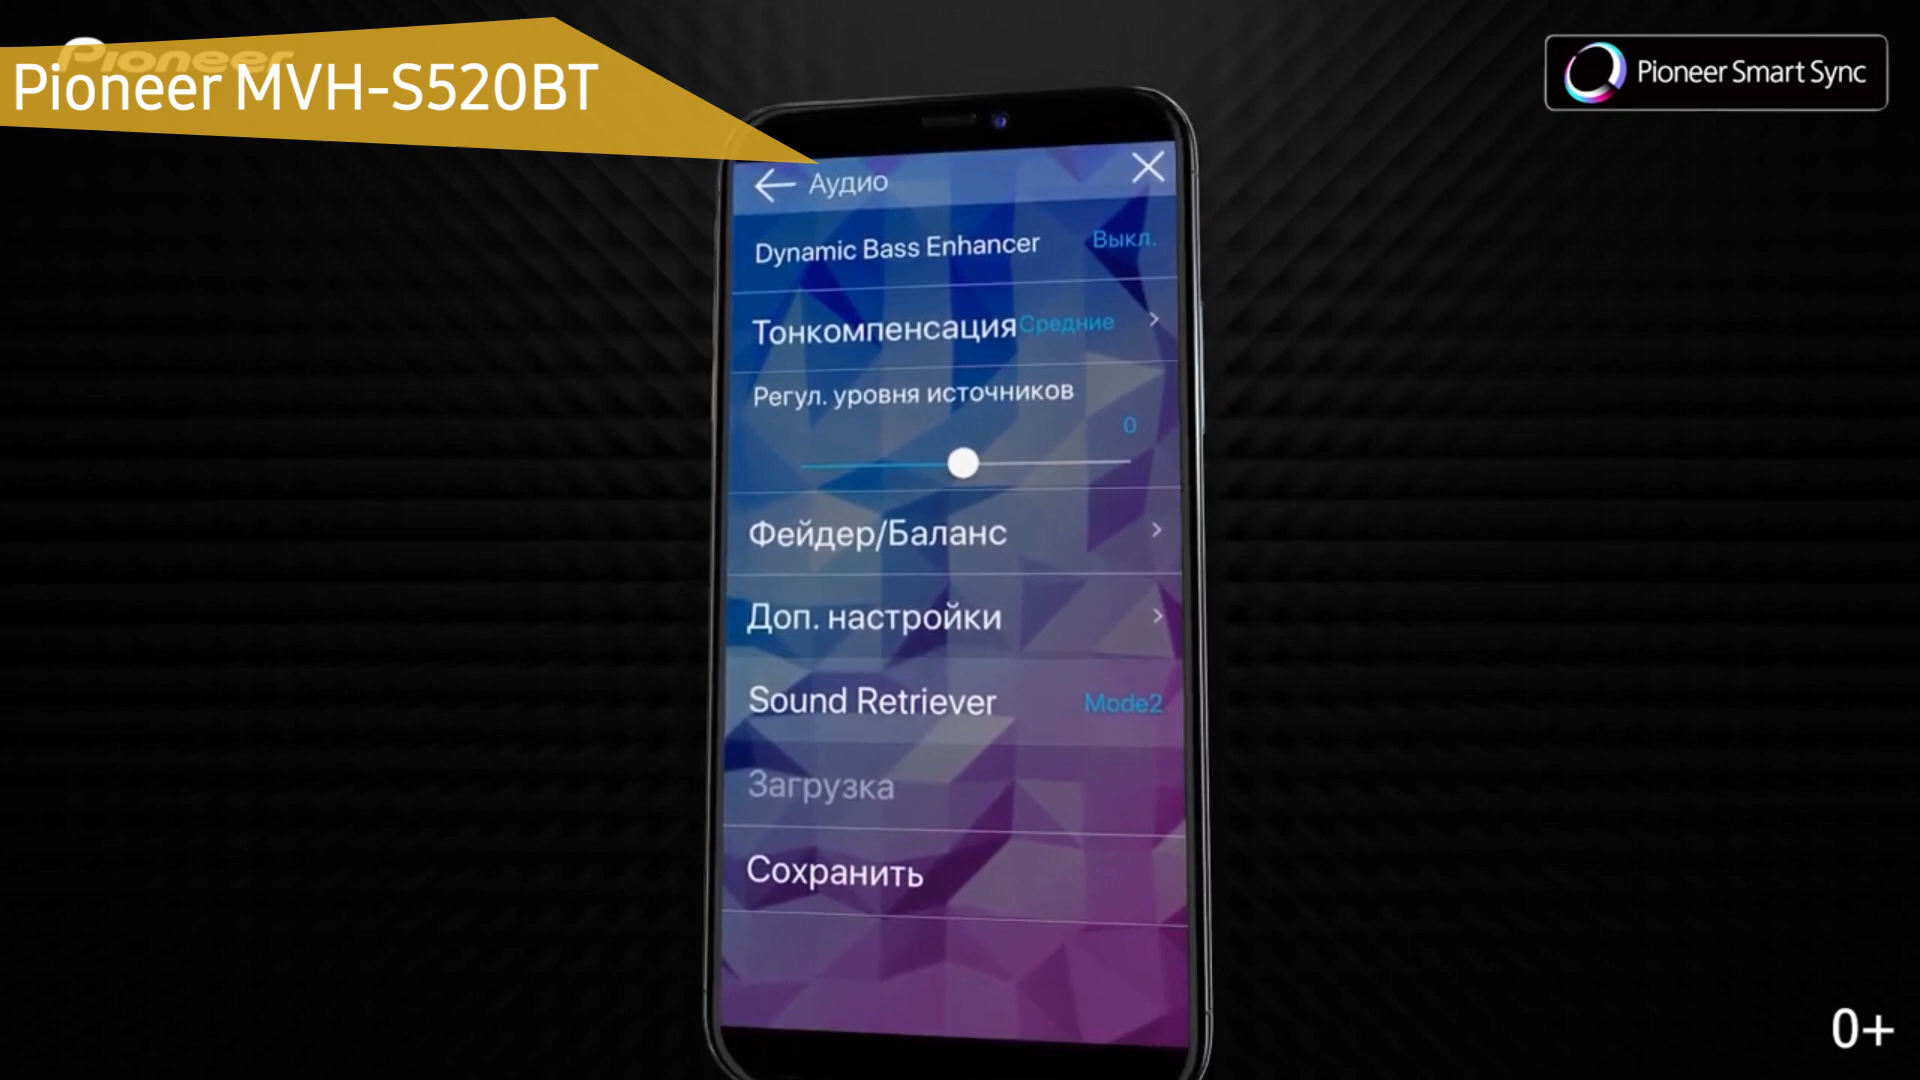 Pioneer
Pioneer MVH-S520BT
Pioneer Smart Sync
Аудио
Dynamic Bass Enhancer Выкл.
Тонкомпенсация Средние
Регул. уровня источников
0
Фейдер/Баланс
Доп. настройки
Sound Retriever Mode2
Загрузка
Сохранить
0+